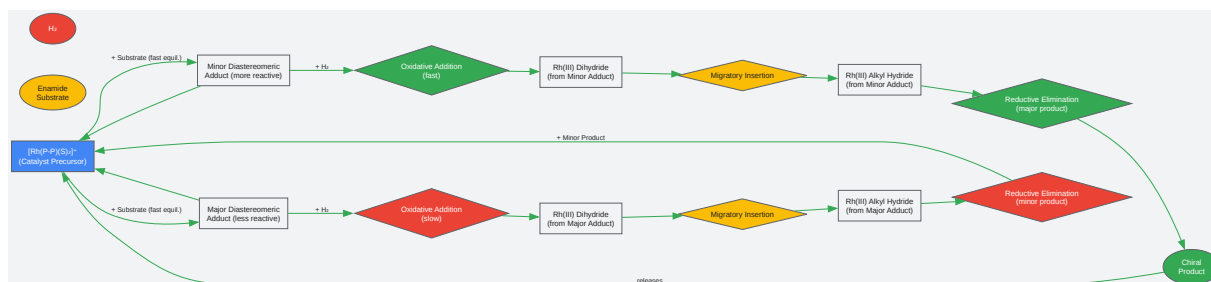 H₂
+ Substrate (fast equil.)
Minor Diastereomeric
Adduct (more reactive)
+ H₂
Oxidative Addition
(fast)
Rh(III) Dihydride
(from Minor Adduct)
Migratory Insertion
Rh(III) Alkyl Hydride
(from Minor Adduct)
Reductive Elimination
(major product)
Enamide
Substrate
+ Minor Product
[Rh(P-P)(S)₂]⁺
(Catalyst Precursor)
+ Substrate (fast equil.)
Major Diastereomeric
Adduct (less reactive)
+ H₂
Oxidative Addition
(slow)
Rh(III) Dihydride
(from Major Adduct)
Migratory Insertion
Rh(III) Alkyl Hydride
(from Major Adduct)
Reductive Elimination
(minor product)
Chiral
Product
releases